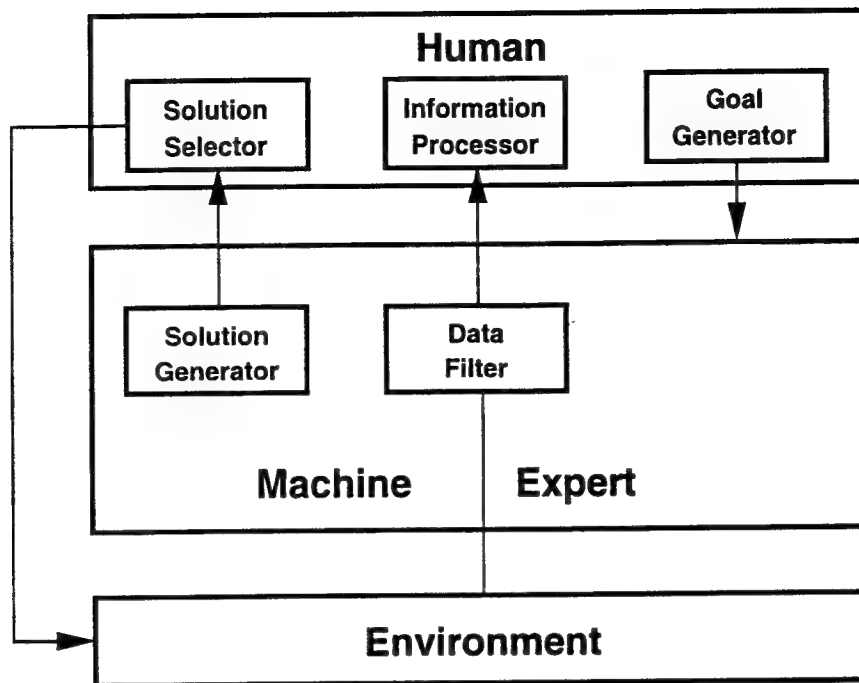 Human
Solution
Selector
Information
Processor
Goal
Generator
Solution
Generator
Data
Filter
Machine Expert
Environment